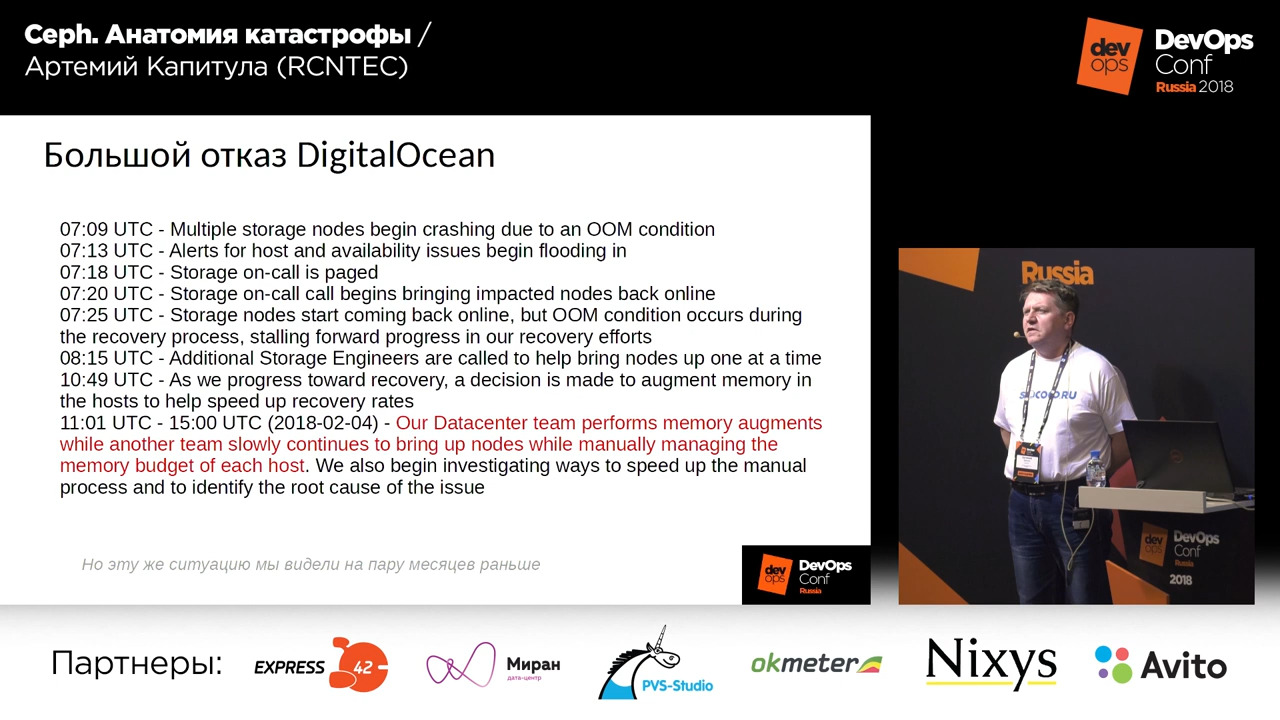 Ceph. Анатомия катастрофы /
Артемий Капитула (RCNTEC)
dev
ops
DevOps
Conf
Russia 2018
Большой отказ DigitalOcean
07:09 UTC - Multiple storage nodes begin crashing due to an OOM condition
07:13 UTC - Alerts for host and availability issues begin flooding in
07:18 UTC - Storage on-call is paged
07:20 UTC - Storage on-call call begins bringing impacted nodes back online
07:25 UTC - Storage nodes start coming back online, but OOM condition occurs during
the recovery process, stalling forward progress in our recovery efforts
08:15 UTC - Additional Storage Engineers are called to help bring nodes up one at a time
10:49 UTC - As we progress toward recovery, a decision is made to augment memory in
the hosts to help speed up recovery rates
11:01 UTC - 15:00 UTC (2018-02-04) - Our Datacenter team performs memory augments
while another team slowly continues to bring up nodes while manually managing the
memory budget of each host. We also begin investigating ways to speed up the manual
process and to identify the root cause of the issue
Но эту же ситуацию мы видели на пару месяцев раньше
dev
ops
DevOps
Conf
Russia
Russia
dev
ops
DevOps
Conf
Russia
2018
Партнеры:
EXPRESS 42
Миран
дата-центр
PVS-Studio
okmeter
Nixys
Avito